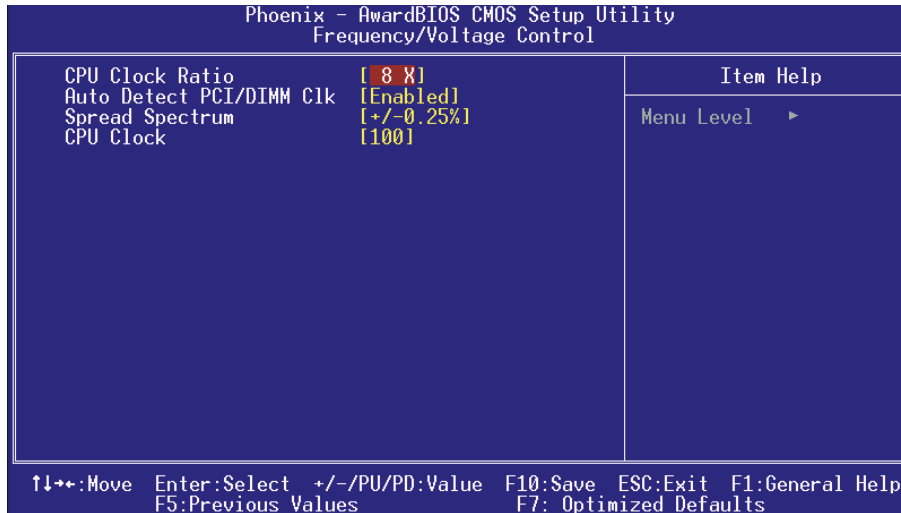 Phoenix - AwardBIOS CMOS Setup Utility
Frequency/Voltage Control
CPU Clock Ratio [ 8 X]
Auto Detect PCI/DIMM Clk [Enabled]
Spread Spectrum [+/-0.25%]
CPU Clock [100]
Item Help
Menu Level ►
↑↓→←:Move Enter:Select +/-/PU/PD:Value F10:Save ESC:Exit F1:General Help
F5:Previous Values F7: Optimized Defaults